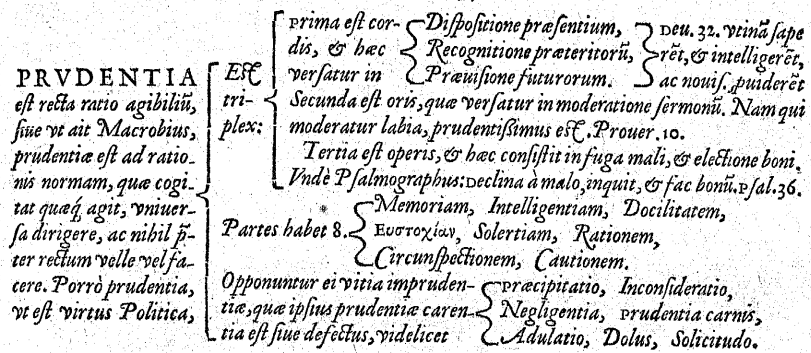 PRVDENTIA
est recta ratio agibiliũ,
siue vt ait Macrobius,
prudentiæ est ad ratio-
nis normam, quæ cogi-
tat quæq́ agit, vniuer-
sa dirigere, ac nihil p̃-
ter rectum velle vel fa-
cere. Porrò prudentia,
vt est virtus Politica,
Est
tri-
plex:
prima est cor-
dis, & hæc
versatur in
Dispositione præsentium,
Recognitione præteritorũ,
Præuisione futurorum.
Deu. 32. vtinã sape
rẽt, & intelligerẽt,
ac nouis. puiderẽt
Secunda est oris, quæ versatur in moderatione sermonũ. Nam qui
moderatur labia, prudentissimus est. Prouer. 10.
Tertia est operis, & hæc consistit in fuga mali, & electione boni.
Vndè Psalmographus: Declina à malo, inquit, & fac bonũ. Psal. 36.
Partes habet 8.
Memoriam, Intelligentiam, Docilitatem,
Ευστοχίαν, Solertiam, Rationem,
Circunspectionem, Cautionem.
Opponuntur ei vitia impruden-
tiæ, quæ ipsius prudentiæ caren-
tia est siue defectus, videlicet
præcipitatio, Inconsideratio,
Negligentia, prudentia carnis,
Adulatio, Dolus, Solicitudo.